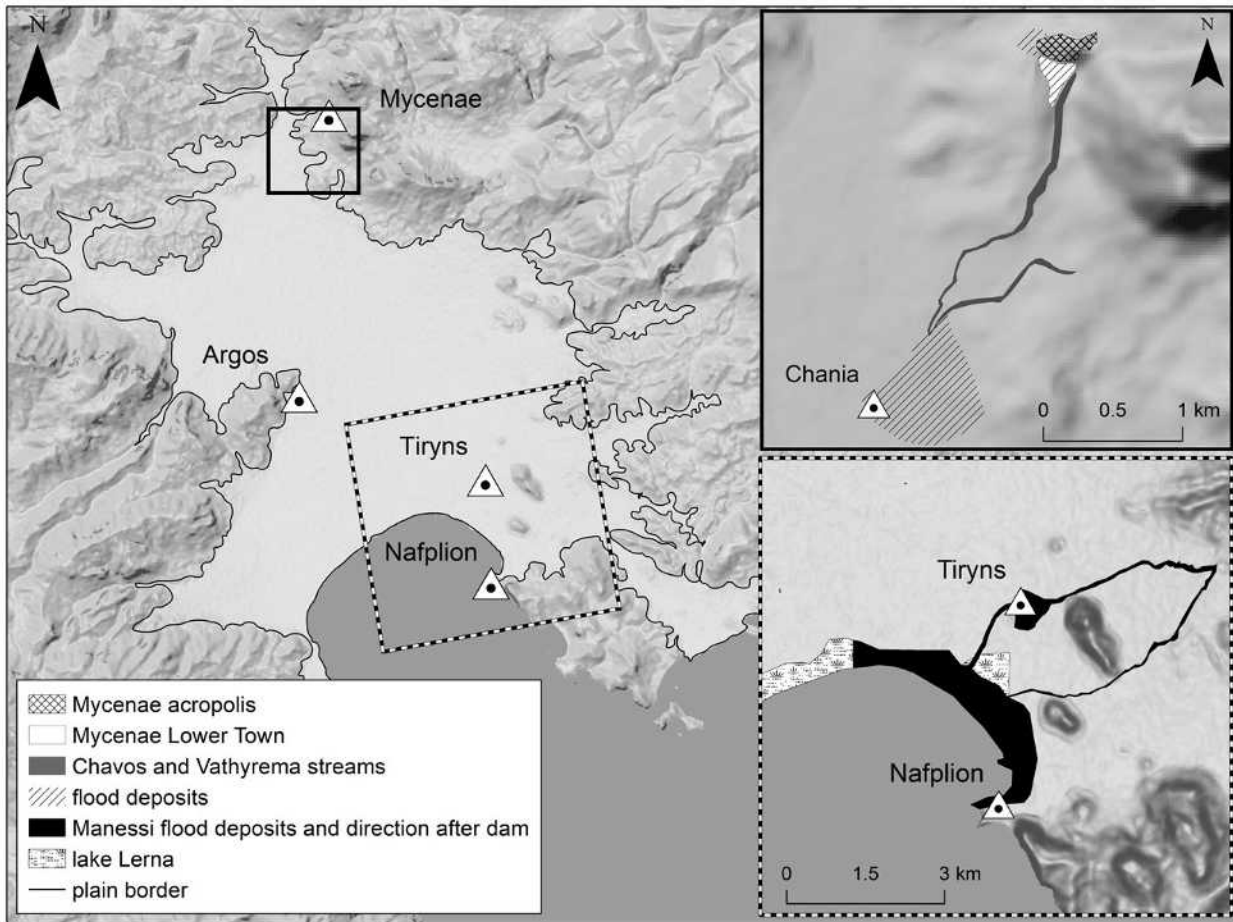 N
Mycenae
Argos
Tiryns
Nafplion
Mycenae acropolis
Mycenae Lower Town
Chavos and Vathyrema streams
flood deposits
Manessi flood deposits and direction after dam
lake Lerna
plain border
N
Chania
0 0.5 1 km
Tiryns
Nafplion
0 1.5 3 km